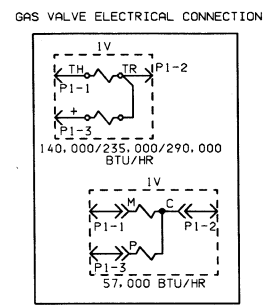 GAS VALVE ELECTRICAL CONNECTION
1V
TH TR P1-2
P1-1
+
P1-3
140,000/235,000/290,000
BTU/HR
1V
M C
P1-1 P1-2
P
P1-3
57,000 BTU/HR